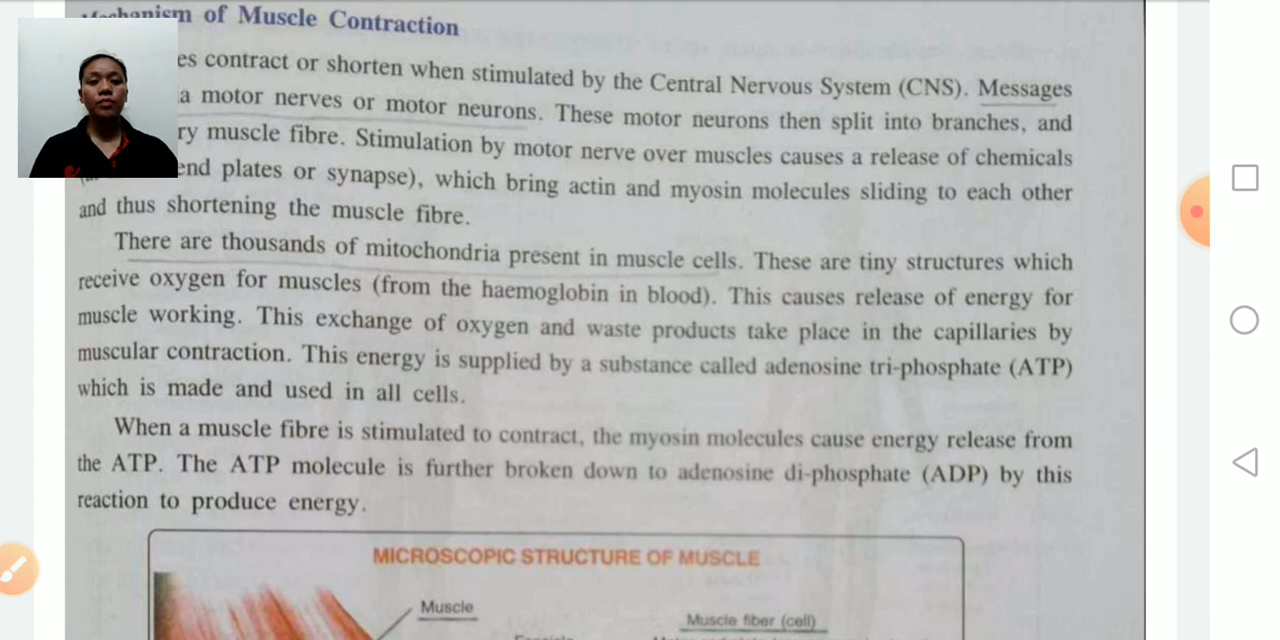 of Muscle Contraction
contract or shorten when stimulated by the Central Nervous System (CNS). Messages
motor nerves or motor neurons. These motor neurons then split into branches, and
muscle fibre. Stimulation by motor nerve over muscles causes a release of chemicals
end plates or synapse), which bring actin and myosin molecules sliding to each other
and thus shortening the muscle fibre.
There are thousands of mitochondria present in muscle cells. These are tiny structures which
receive oxygen for muscles (from the haemoglobin in blood). This causes release of energy for
muscle working. This exchange of oxygen and waste products take place in the capillaries by
muscular contraction. This energy is supplied by a substance called adenosine tri-phosphate (ATP)
which is made and used in all cells.
When a muscle fibre is stimulated to contract, the myosin molecules cause energy release from
the ATP. The ATP molecule is further broken down to adenosine di-phosphate (ADP) by this
reaction to produce energy.
MICROSCOPIC STRUCTURE OF MUSCLE
Muscle
Muscle fiber (cell)